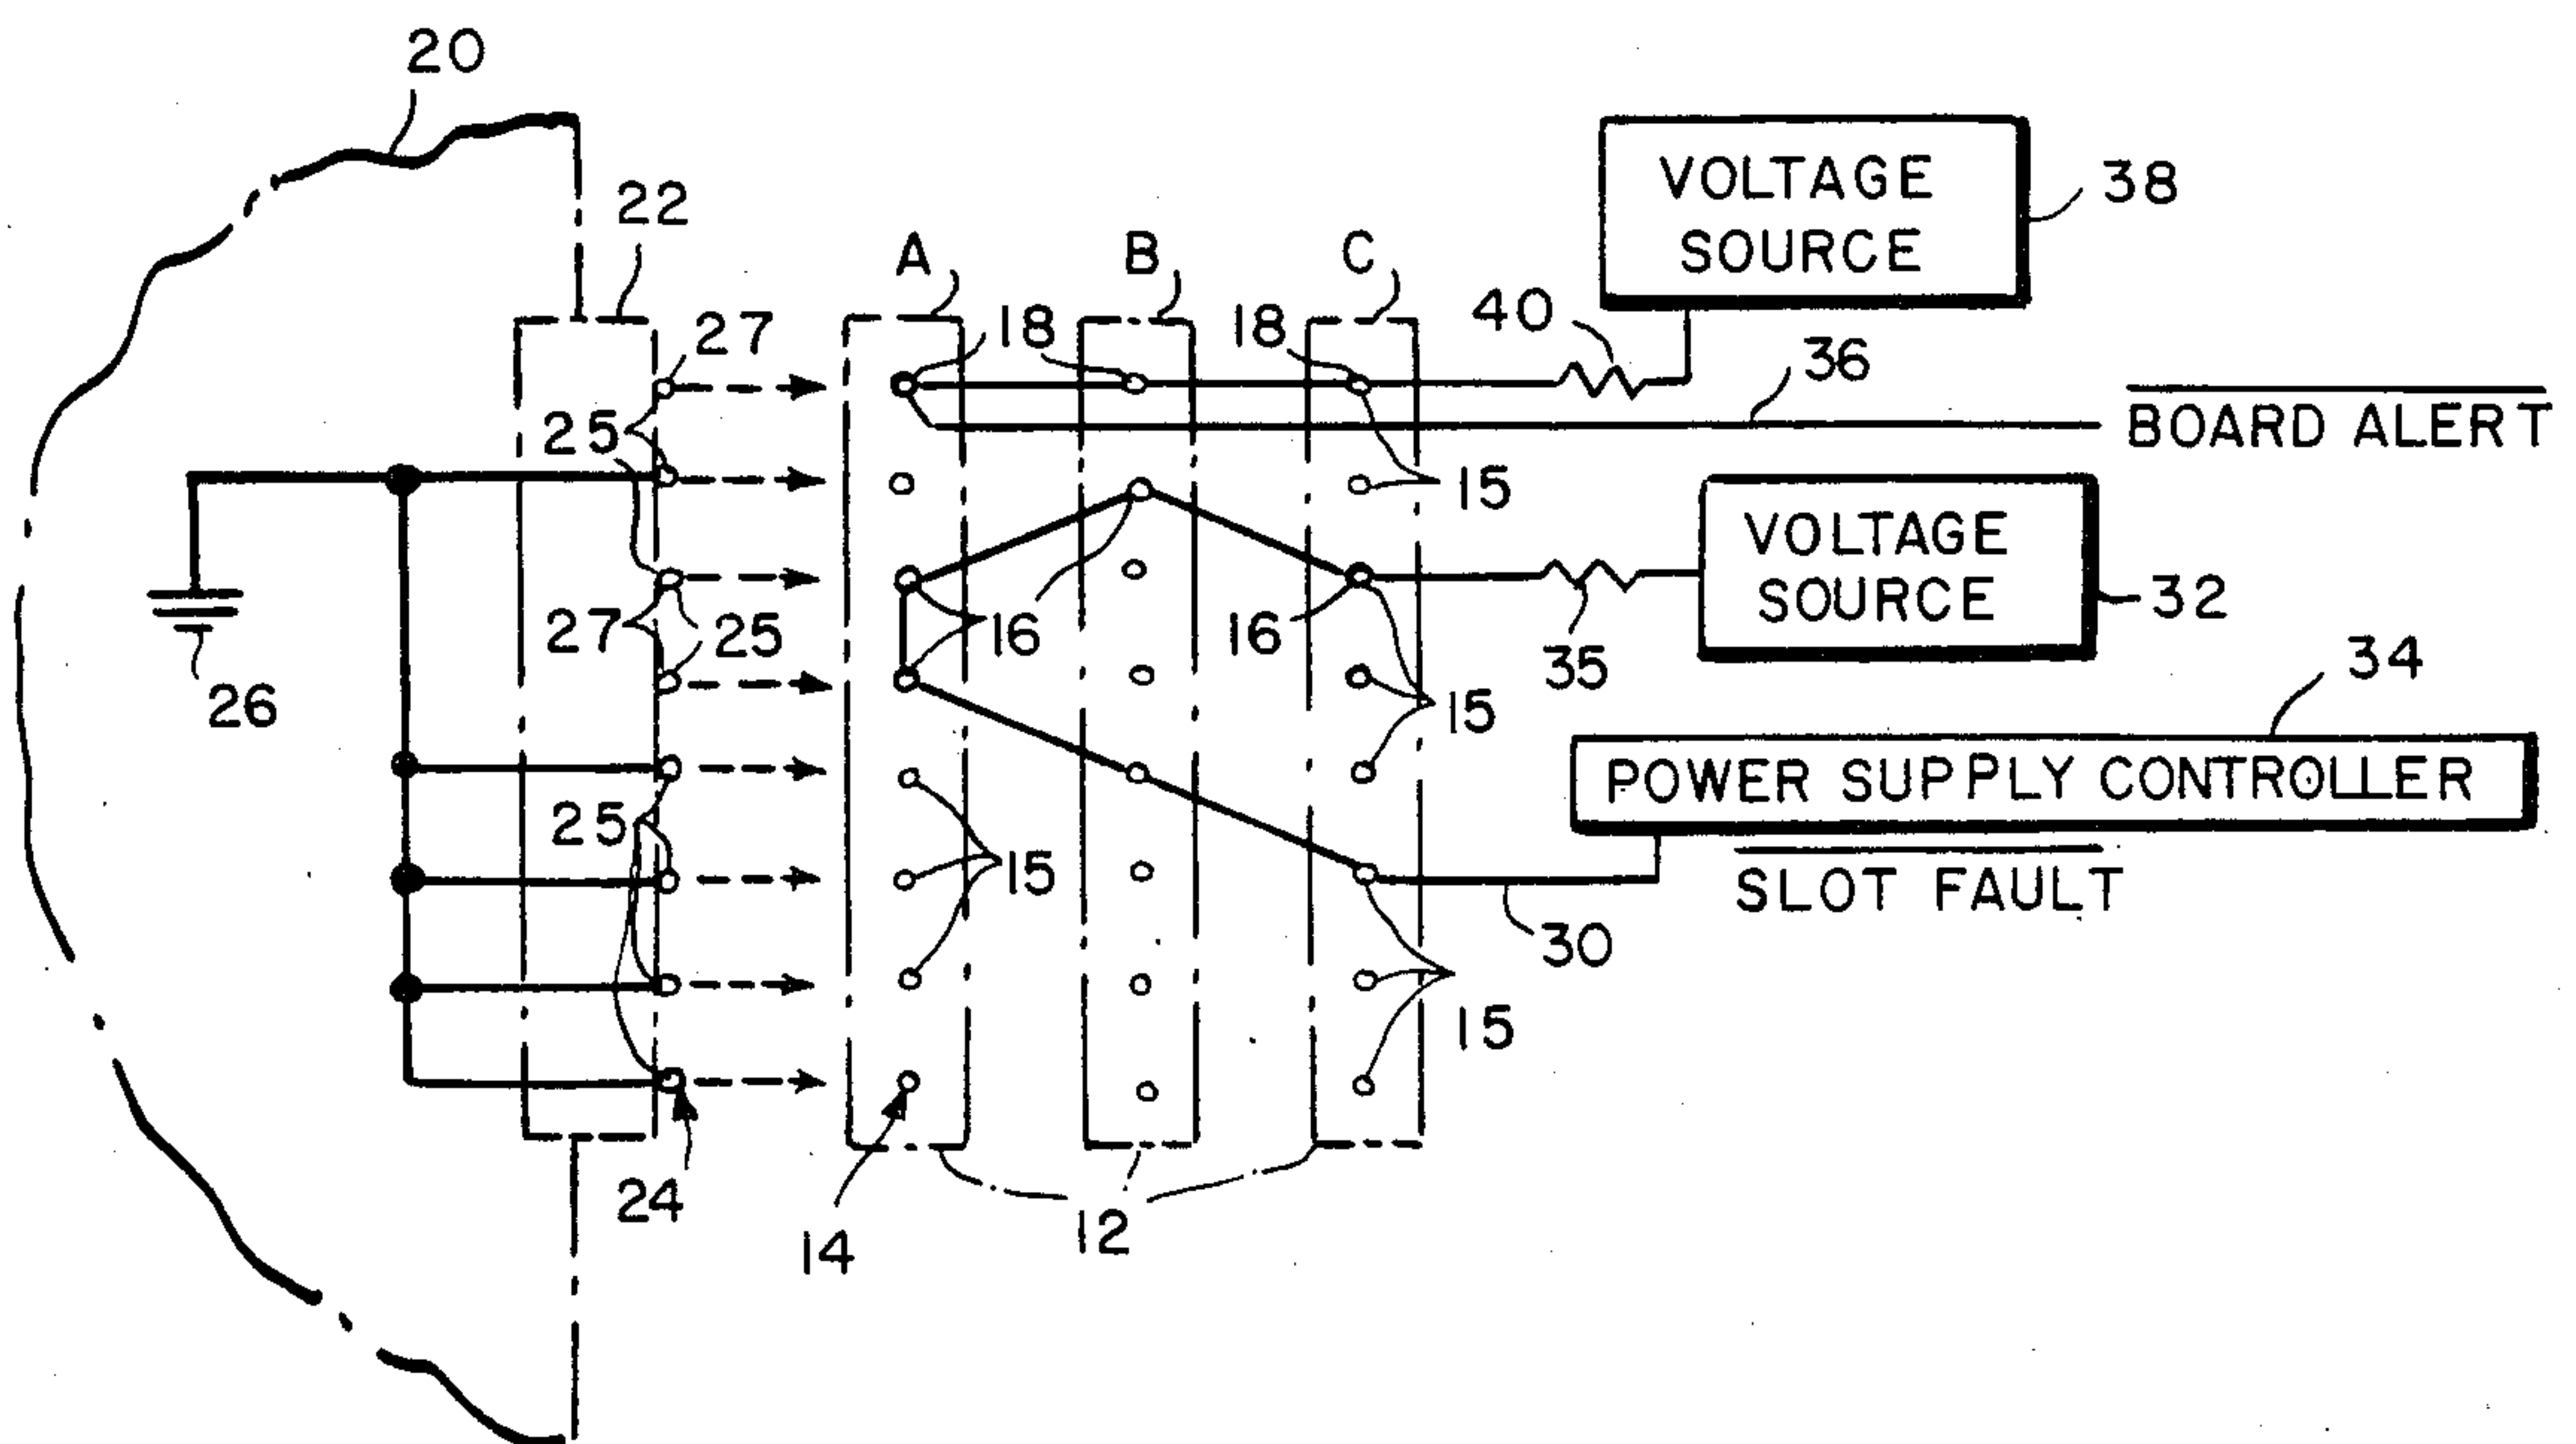 20
22
27
A
B
C
18
18
40
VOLTAGE
SOURCE
38
36
BOARD ALERT
25
15
VOLTAGE
SOURCE
32
27
25
16
16
35
26
15
34
POWER SUPPLY CONTROLLER
25
15
SLOT FAULT
30
15
24
14
12